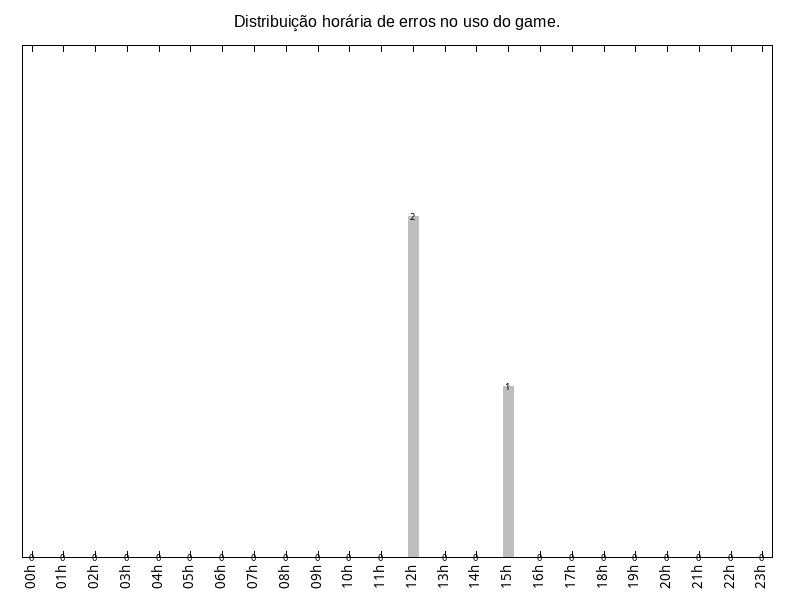 Distribuição horária de erros no uso do game.
2
1
0 0 0 0 0 0 0 0 0 0 0 0 0 0 0 0 0 0 0 0 0 0
00h 01h 02h 03h 04h 05h 06h 07h 08h 09h 10h 11h 12h 13h 14h 15h 16h 17h 18h 19h 20h 21h 22h 23h